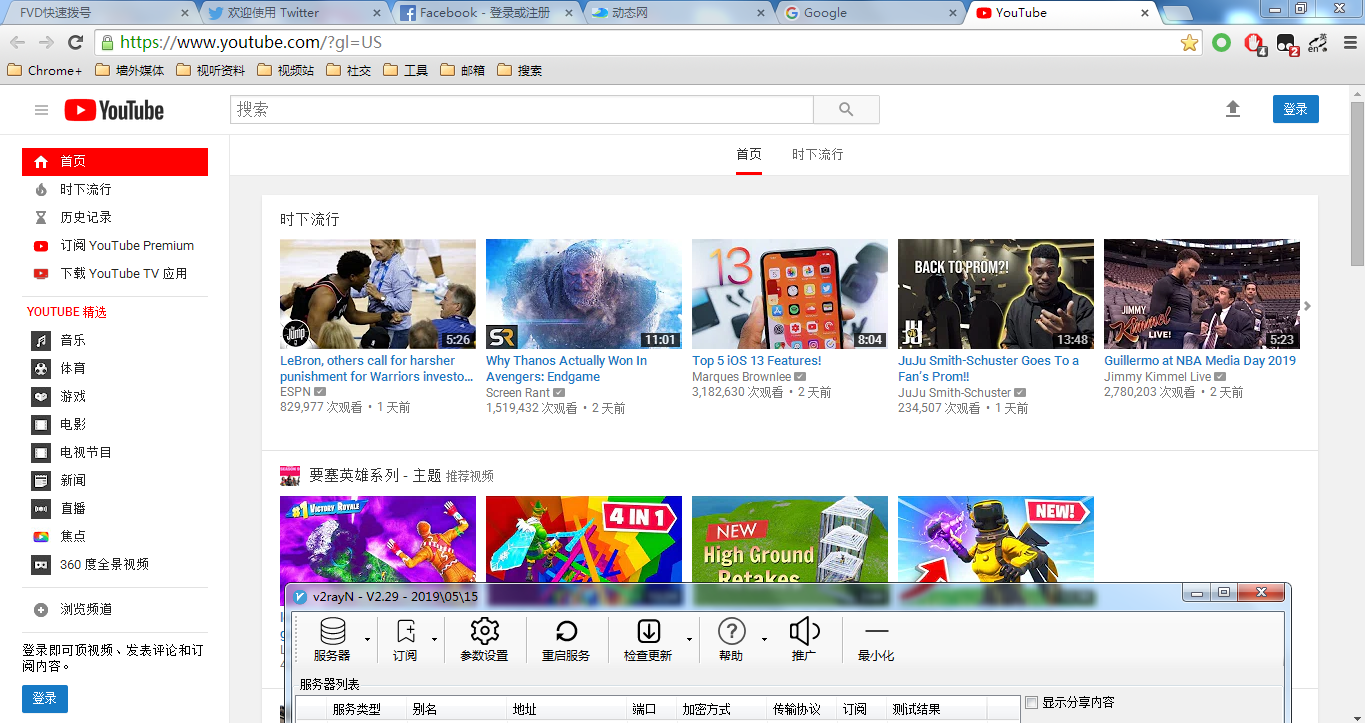 FVD快速拨号
欢迎使用 Twitter
Facebook - 登录或注册
动态网
Google
YouTube
https://www.youtube.com/?gl=US
4
2
英
en
Chrome+
墙外媒体
视听资料
视频站
社交
工具
邮箱
搜索
YouTube
搜索
登录
首页
时下流行
首页
时下流行
历史记录
订阅 YouTube Premium
下载 YouTube TV 应用
YOUTUBE 精选
音乐
体育
游戏
电影
电视节目
新闻
直播
焦点
360 度全景视频
浏览频道
登录即可顶视频、发表评论和订
阅内容。
登录
时下流行
THE Jump
5:26
LeBron, others call for harsher
punishment for Warriors investo...
ESPN
829,977 次观看 • 1 天前
SR
11:01
Why Thanos Actually Won In
Avengers: Endgame
Screen Rant
1,519,432 次观看 • 2 天前
13
8:04
Top 5 iOS 13 Features!
Marques Brownlee
3,182,630 次观看 • 2 天前
BACK TO PROM?!
JU
13:48
JuJu Smith-Schuster Goes To a
Fan's Prom!!
JuJu Smith-Schuster
234,507 次观看 • 1 天前
JIMMY
Kimmel
LIVE!
5:23
Guillermo at NBA Media Day 2019
Jimmy Kimmel Live
2,780,203 次观看 • 2 天前
要塞英雄系列 - 主题 推荐视频
#1 VICTORY ROYALE
4 IN 1
NEW
High Ground
Retakes
NEW!
v2rayN - V2.29 - 2019\05\15
服务器
订阅
参数设置
重启服务
检查更新
帮助
推广
最小化
服务器列表
服务类型
别名
地址
端口
加密方式
传输协议
订阅
测试结果
显示分享内容